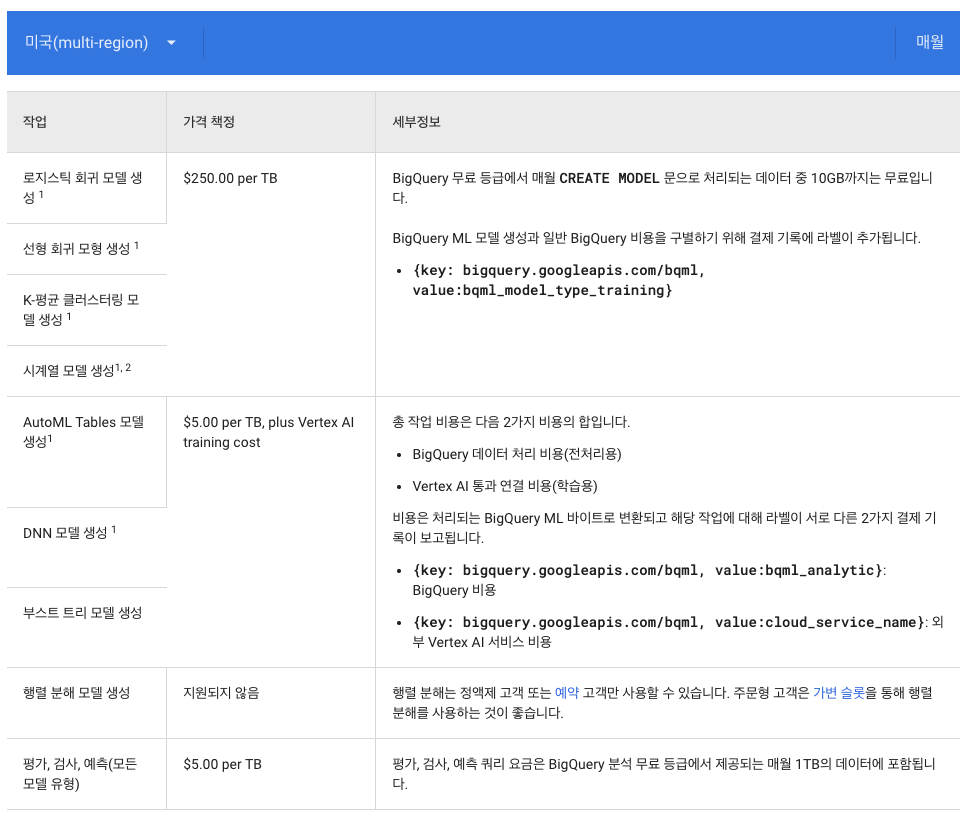 미국(multi-region)
매월
작업
가격 책정
세부정보
로지스틱 회귀 모델 생
성 1
$250.00 per TB
BigQuery 무료 등급에서 매월 CREATE MODEL 문으로 처리되는 데이터 중 10GB까지는 무료입니
다.
선형 회귀 모형 생성 1
BigQuery ML 모델 생성과 일반 BigQuery 비용을 구별하기 위해 결제 기록에 라벨이 추가됩니다.
• {key: bigquery.googleapis.com/bqml,
value:bqml_model_type_training}
K-평균 클러스터링 모
델 생성 1
시계열 모델 생성1, 2
AutoML Tables 모델
생성1
$5.00 per TB, plus Vertex AI
training cost
총 작업 비용은 다음 2가지 비용의 합입니다.
• BigQuery 데이터 처리 비용(전처리용)
• Vertex AI 통과 연결 비용(학습용)
DNN 모델 생성 1
비용은 처리되는 BigQuery ML 바이트로 변환되고 해당 작업에 대해 라벨이 서로 다른 2가지 결제 기
록이 보고됩니다.
• {key: bigquery.googleapis.com/bqml, value:bqml_analytic}:
BigQuery 비용
부스트 트리 모델 생성
• {key: bigquery.googleapis.com/bqml, value:cloud_service_name}: 외
부 Vertex AI 서비스 비용
행렬 분해 모델 생성
지원되지 않음
행렬 분해는 정액제 고객 또는 예약 고객만 사용할 수 있습니다. 주문형 고객은 가변 슬롯을 통해 행렬
분해를 사용하는 것이 좋습니다.
평가, 검사, 예측(모든
모델 유형)
$5.00 per TB
평가, 검사, 예측 쿼리 요금은 BigQuery 분석 무료 등급에서 제공되는 매월 1TB의 데이터에 포함됩니
다.